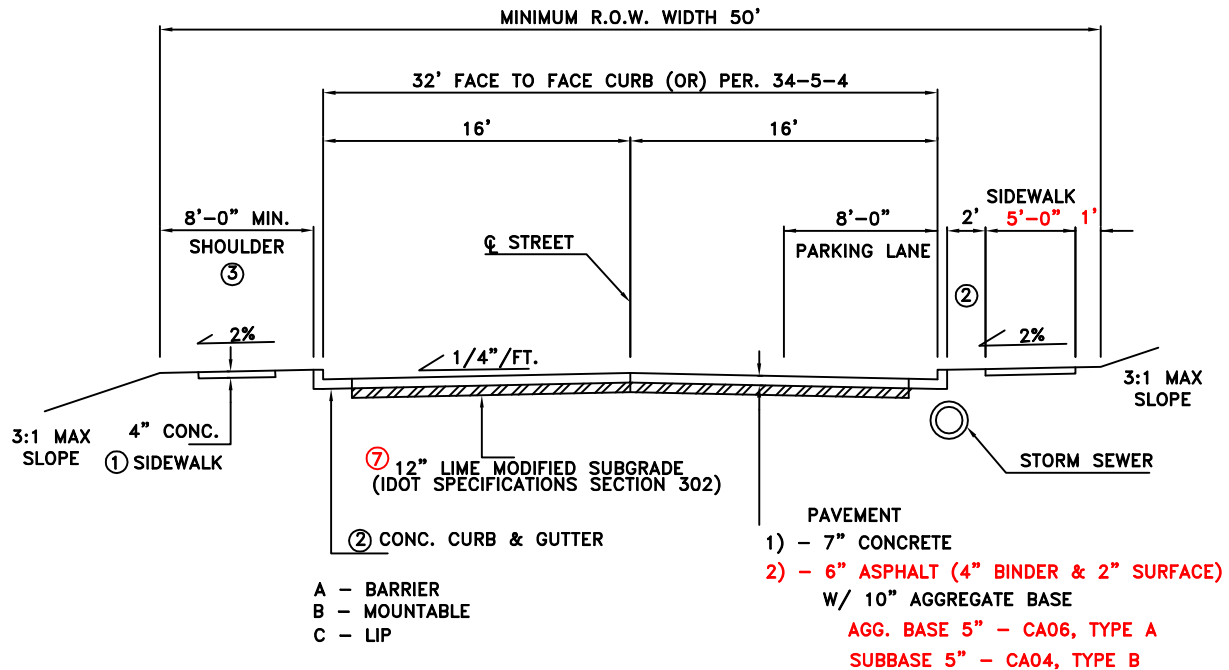 MINIMUM R.O.W. WIDTH 50'
32' FACE TO FACE CURB (OR) PER. 34-5-4
16'
16'
8'-0" MIN.
SHOULDER
③
℄ STREET
8'-0"
PARKING LANE
SIDEWALK
2'
5'-0"
1'
②
2%
1/4"/FT.
2%
3:1 MAX
SLOPE
4" CONC.
① SIDEWALK
⑦ 12" LIME MODIFIED SUBGRADE
(IDOT SPECIFICATIONS SECTION 302)
3:1 MAX
SLOPE
STORM SEWER
② CONC. CURB & GUTTER
A - BARRIER
B - MOUNTABLE
C - LIP
PAVEMENT
1) - 7" CONCRETE
2) - 6" ASPHALT (4" BINDER & 2" SURFACE)
W/ 10" AGGREGATE BASE
AGG. BASE 5" - CA06, TYPE A
SUBBASE 5" - CA04, TYPE B